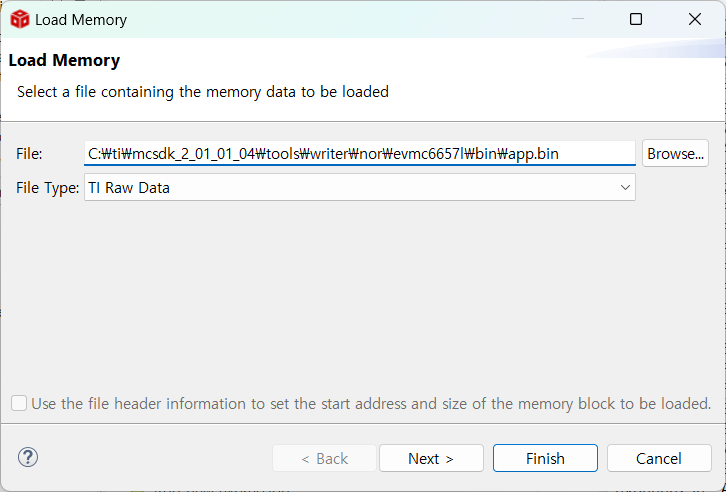 Load Memory
Load Memory
Select a file containing the memory data to be loaded
File: C:₩ti₩mcsdk_2_01_01_04₩tools₩writer₩nor₩evmc6657l₩bin₩app.bin Browse...
File Type: TI Raw Data
Use the file header information to set the start address and size of the memory block to be loaded.
? < Back Next > Finish Cancel